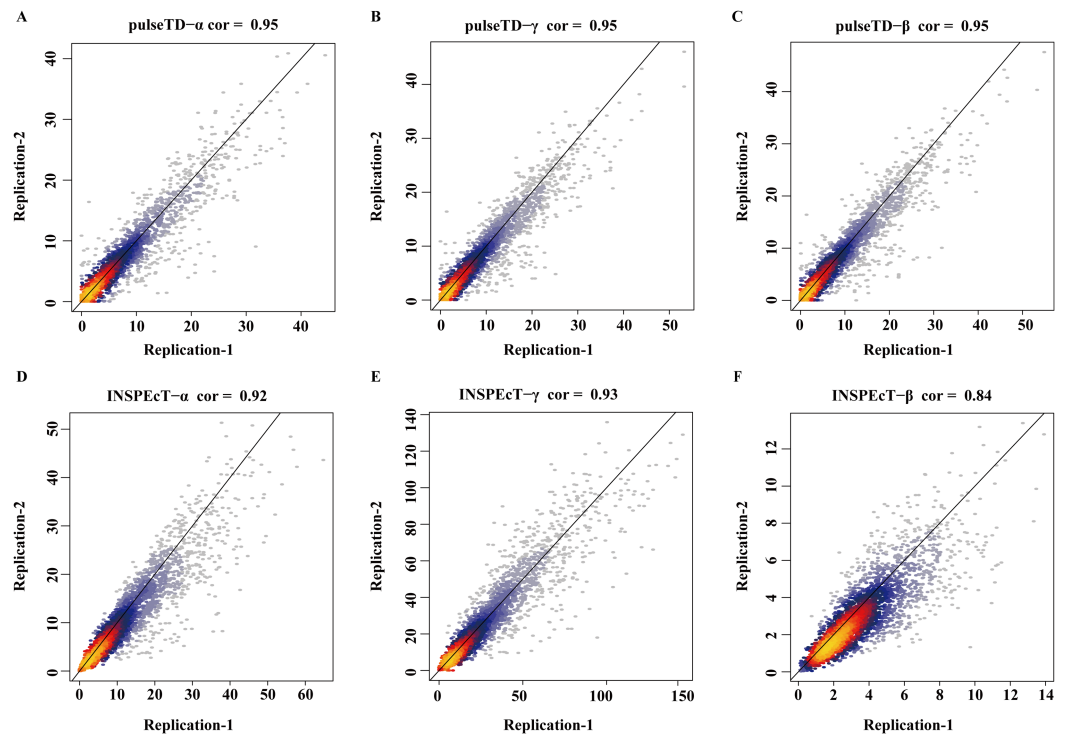 A
pulseTD−α cor = 0.95
Replication-2
0 10 20 30 40
0 10 20 30 40
Replication-1
B
pulseTD−γ cor = 0.95
Replication-2
0 10 20 30 40
0 10 20 30 40 50
Replication-1
C
pulseTD−β cor = 0.95
Replication-2
0 10 20 30 40
0 10 20 30 40 50
Replication-1
D
INSPEcT−α cor = 0.92
Replication-2
0 10 20 30 40 50
0 10 20 30 40 50 60
Replication-1
E
INSPEcT−γ cor = 0.93
Replication-2
0 20 40 60 80 100 120 140
0 50 100 150
Replication-1
F
INSPEcT−β cor = 0.84
Replication-2
0 2 4 6 8 10 12
0 2 4 6 8 10 12 14
Replication-1